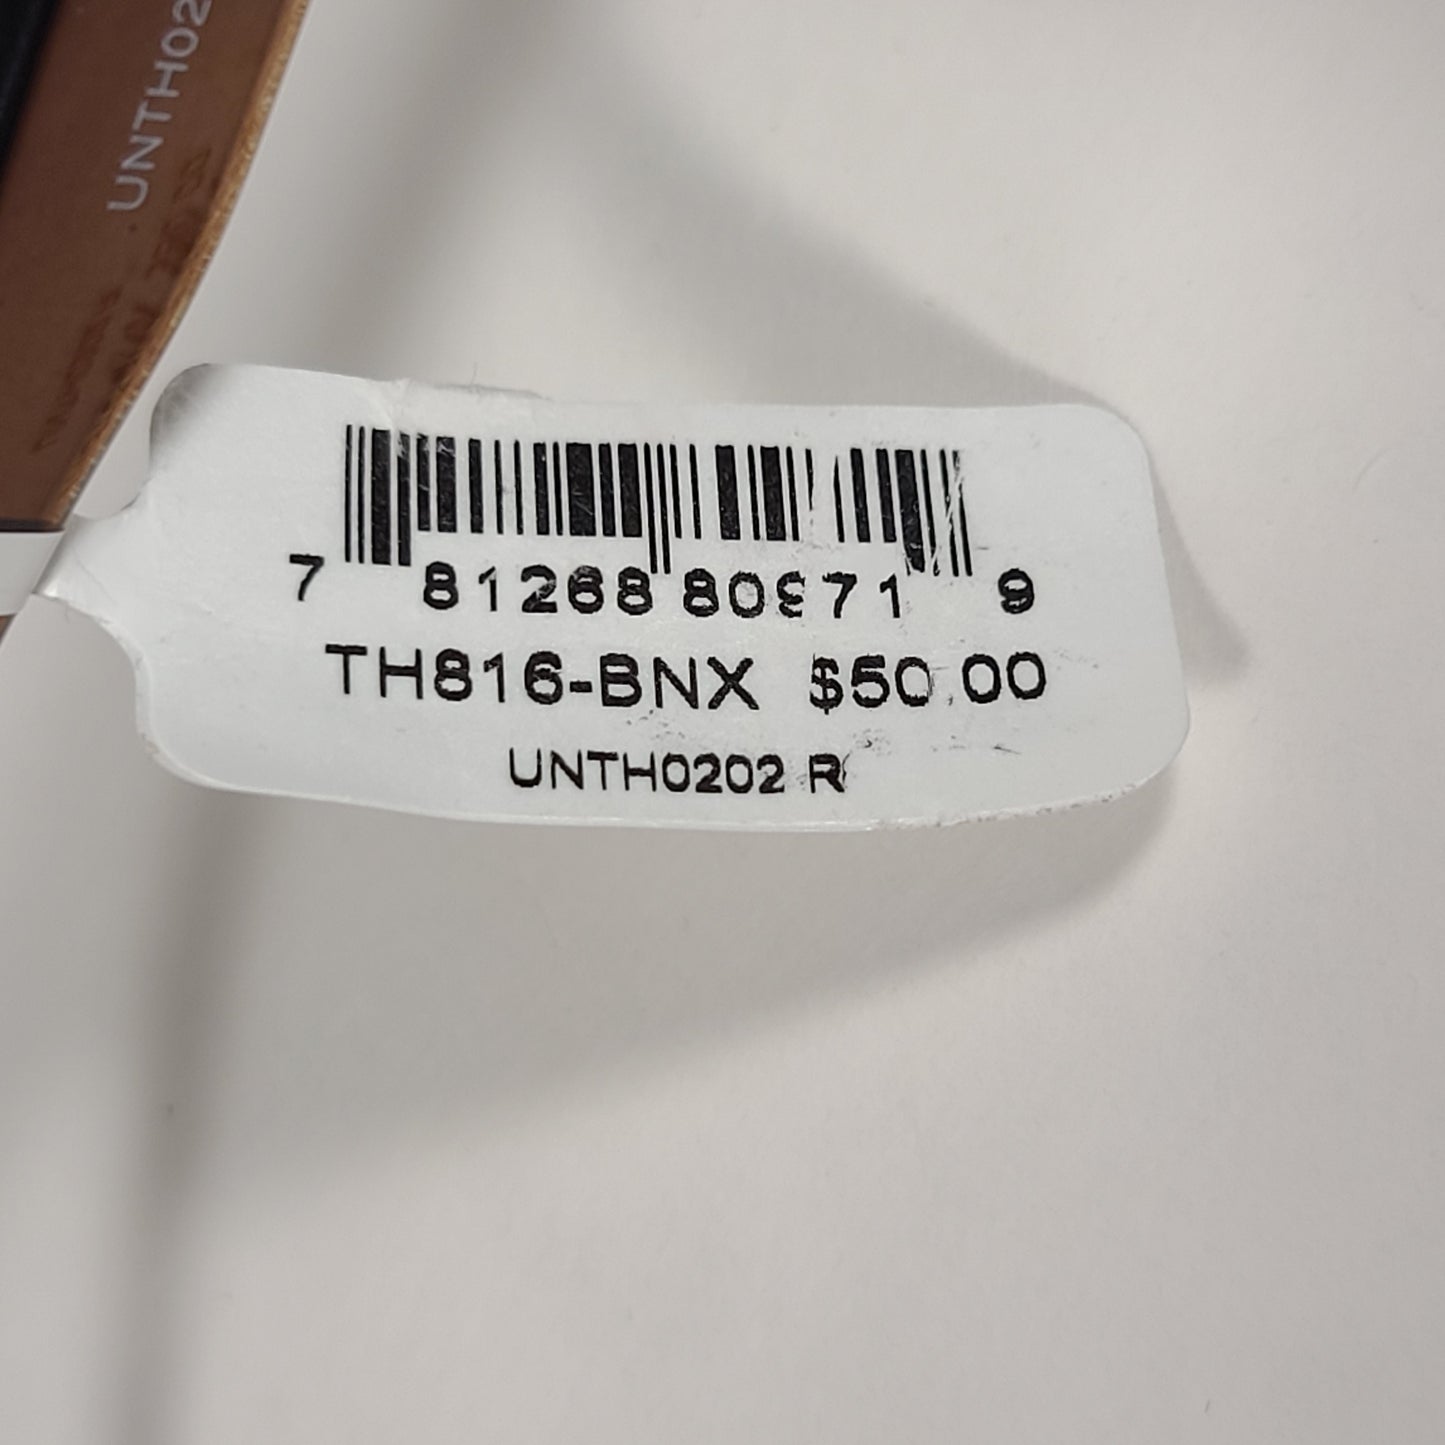 UNTH02
7 81268 80971 9
TH816-BNX $50.00
UNTH0202 R